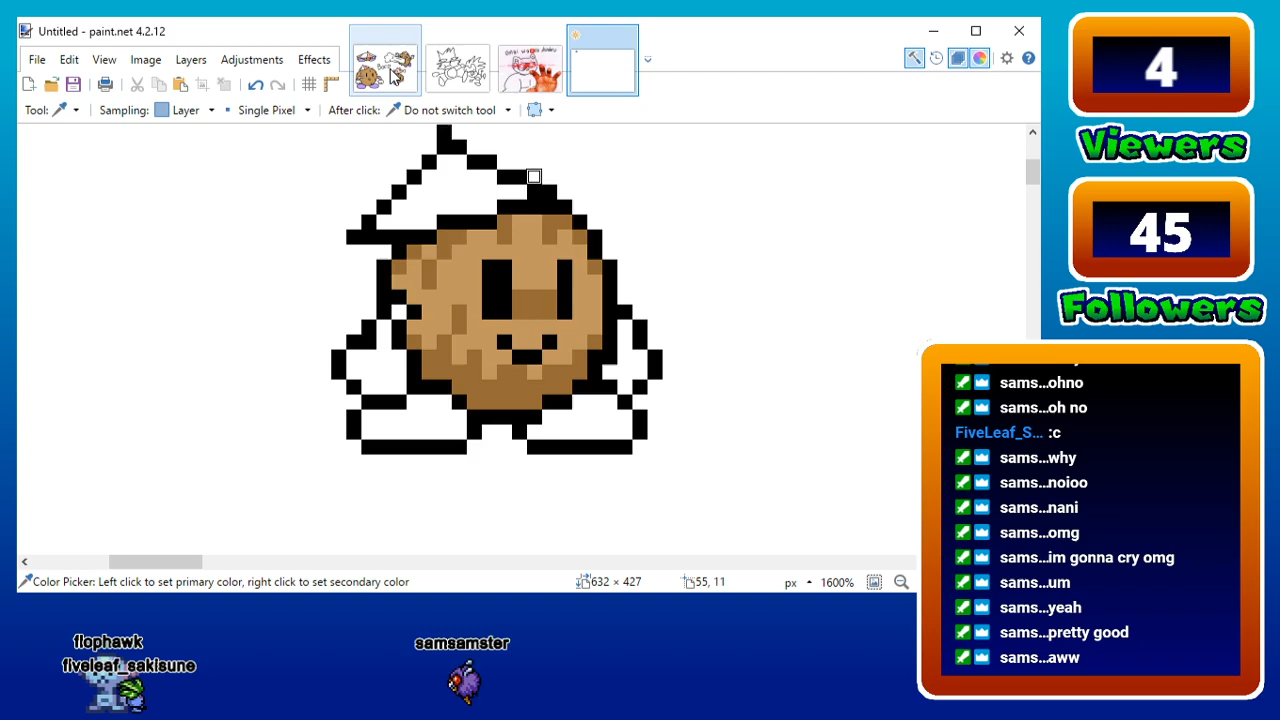 Untitled - paint.net 4.2.12
File Edit View Image Layers Adjustments Effects
Tool: Sampling: Layer Single Pixel After click: Do not switch tool
Color Picker: Left click to set primary color, right click to set secondary color
632 × 427
55, 11
px
1600%
4
Viewers
45
Followers
sams...ohno
sams...oh no
FiveLeaf_S... :c
sams...why
sams...noioo
sams...nani
sams...omg
sams...im gonna cry omg
sams...um
sams...yeah
sams...pretty good
sams...aww
flophawk
fiveleaf_sakisune
samsamster